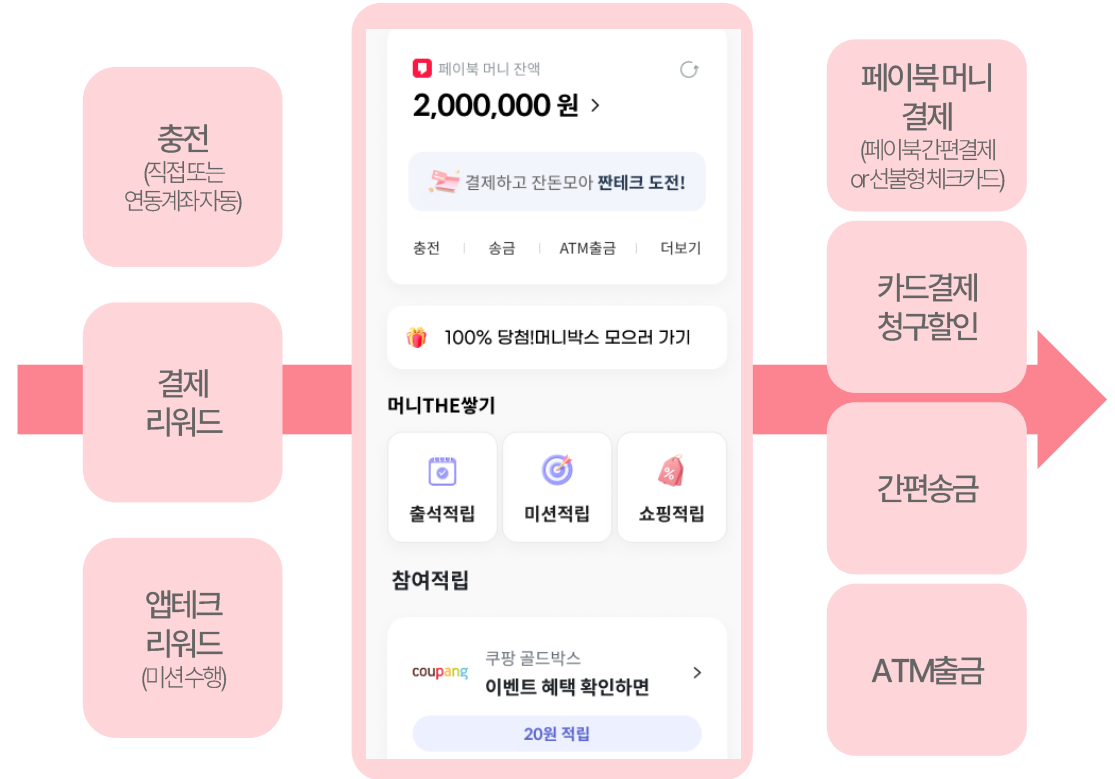 충전
(직접 또는
연동계좌 자동)
결제
리워드
앱테크
리워드
(미션 수행)
페이북 머니 잔액
2,000,000 원 >
결제하고 잔돈모아 짠테크 도전!
충전 | 송금 | ATM출금 | 더보기
100% 당첨!머니박스 모으러 가기
머니THE쌓기
출석적립 미션적립 쇼핑적립
참여적립
coupang
쿠팡 골드박스
이벤트 혜택 확인하면
20원 적립
페이북 머니
결제
(페이북 간편결제
or 선불형 체크카드)
카드결제
청구할인
간편송금
ATM출금